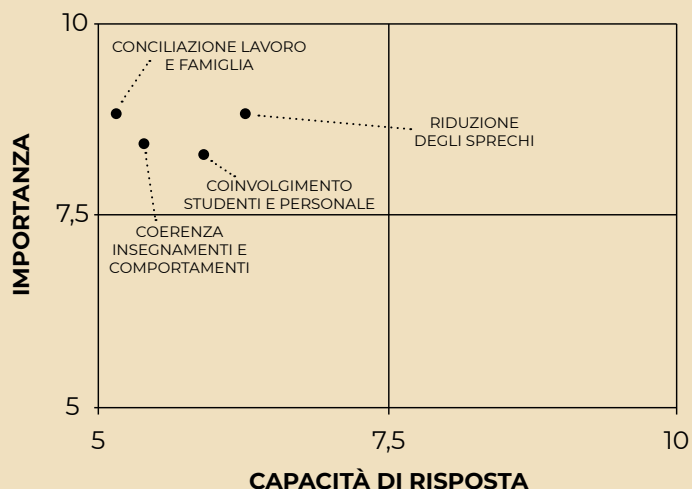 10
CONCILIAZIONE LAVORO
E FAMIGLIA
RIDUZIONE
DEGLI SPRECHI
COINVOLGIMENTO
STUDENTI E PERSONALE
7,5
COERENZA
INSEGNAMENTI E
COMPORTAMENTI
IMPORTANZA
5
5
7,5
10
CAPACITÀ DI RISPOSTA